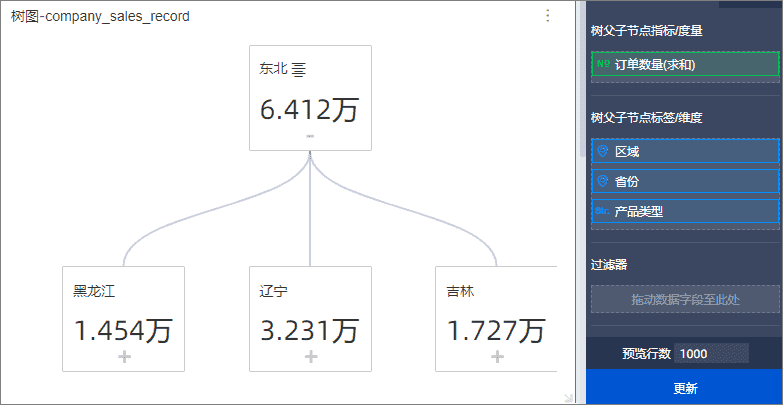 树图-company_sales_record
东北
6.412万
黑龙江
1.454万
辽宁
3.231万
吉林
1.727万
树父子节点指标/度量
№ 订单数量(求和)
树父子节点标签/维度
区域
省份
产品类型
过滤器
拖动数据字段至此处
预览行数 1000
更新